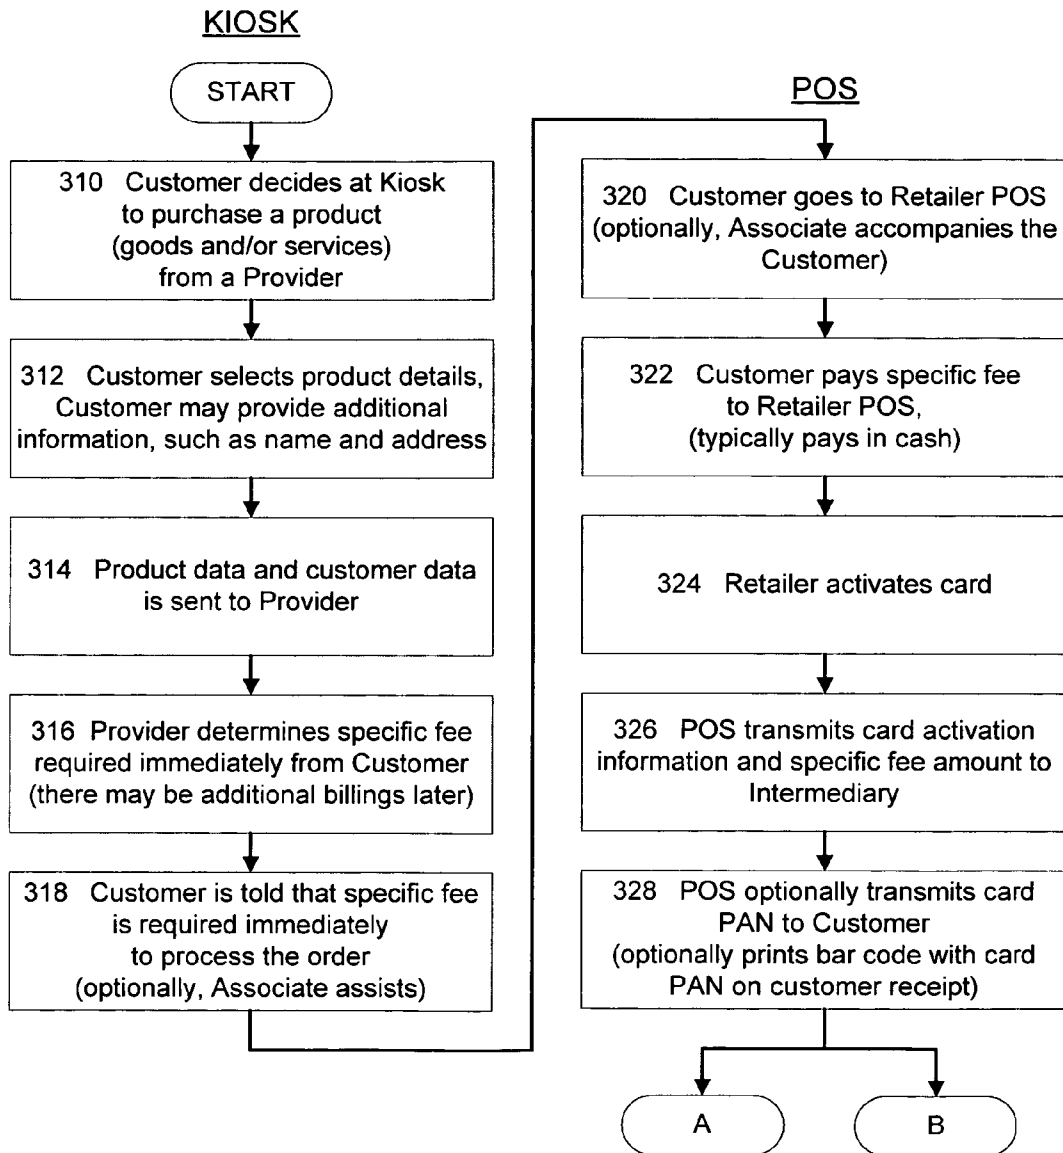 KIOSK
START
310 Customer decides at Kiosk
to purchase a product
(goods and/or services)
from a Provider
312 Customer selects product details,
Customer may provide additional
information, such as name and address
314 Product data and customer data
is sent to Provider
316 Provider determines specific fee
required immediately from Customer
(there may be additional billings later)
318 Customer is told that specific fee
is required immediately
to process the order
(optionally, Associate assists)
POS
320 Customer goes to Retailer POS
(optionally, Associate accompanies the
Customer)
322 Customer pays specific fee
to Retailer POS,
(typically pays in cash)
324 Retailer activates card
326 POS transmits card activation
information and specific fee amount to
Intermediary
328 POS optionally transmits card
PAN to Customer
(optionally prints bar code with card
PAN on customer receipt)
A
B